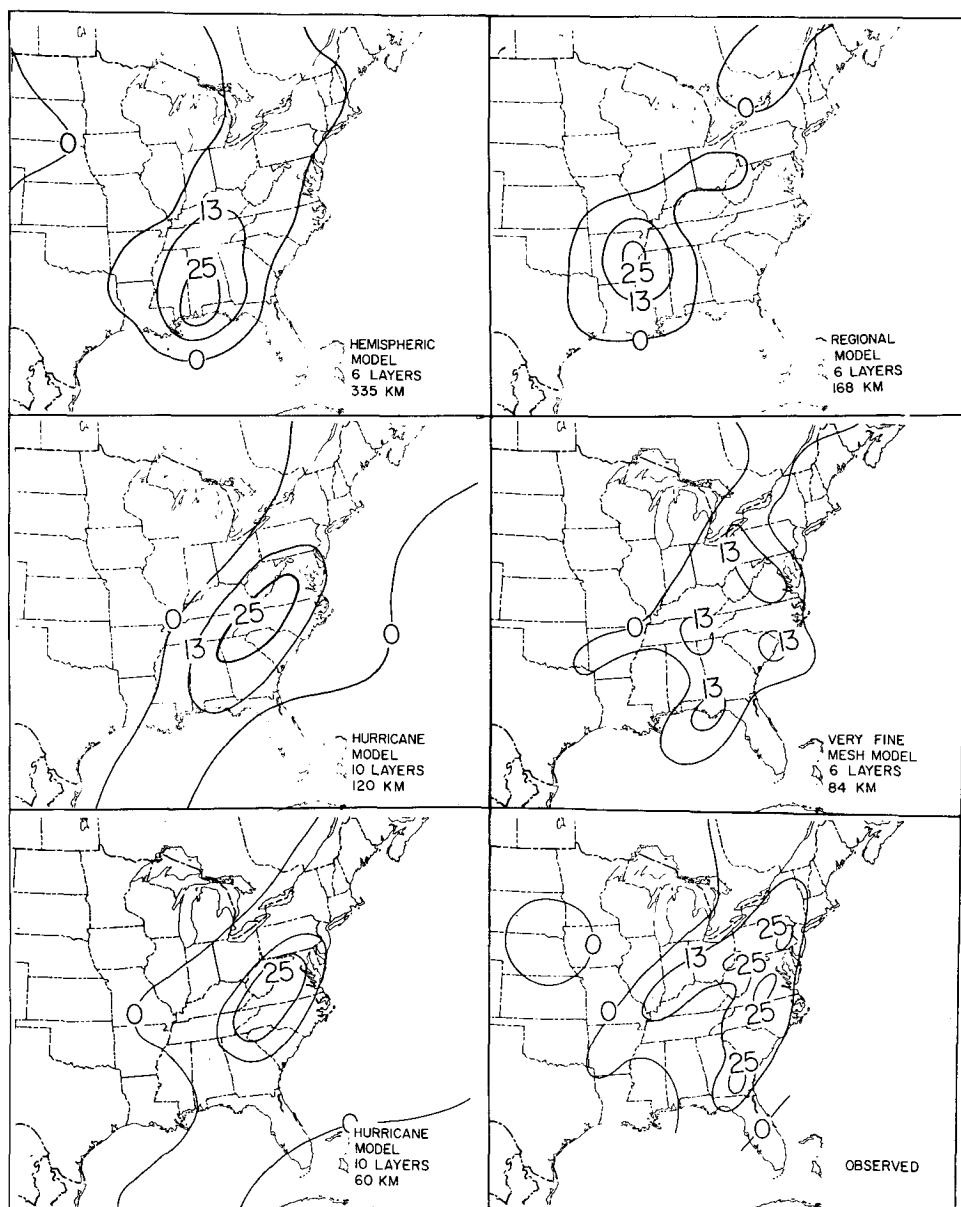 13
25
0
0
HEMISPHERIC
MODEL
6 LAYERS
335 KM
0
25
13
0
REGIONAL
MODEL
6 LAYERS
168 KM
25
0
13
0
HURRICANE
MODEL
10 LAYERS
120 KM
13
0
13
13
13
VERY FINE
MESH MODEL
6 LAYERS
84 KM
25
0
HURRICANE
MODEL
10 LAYERS
60 KM
25
0
13
25
0
25
25
0
OBSERVED